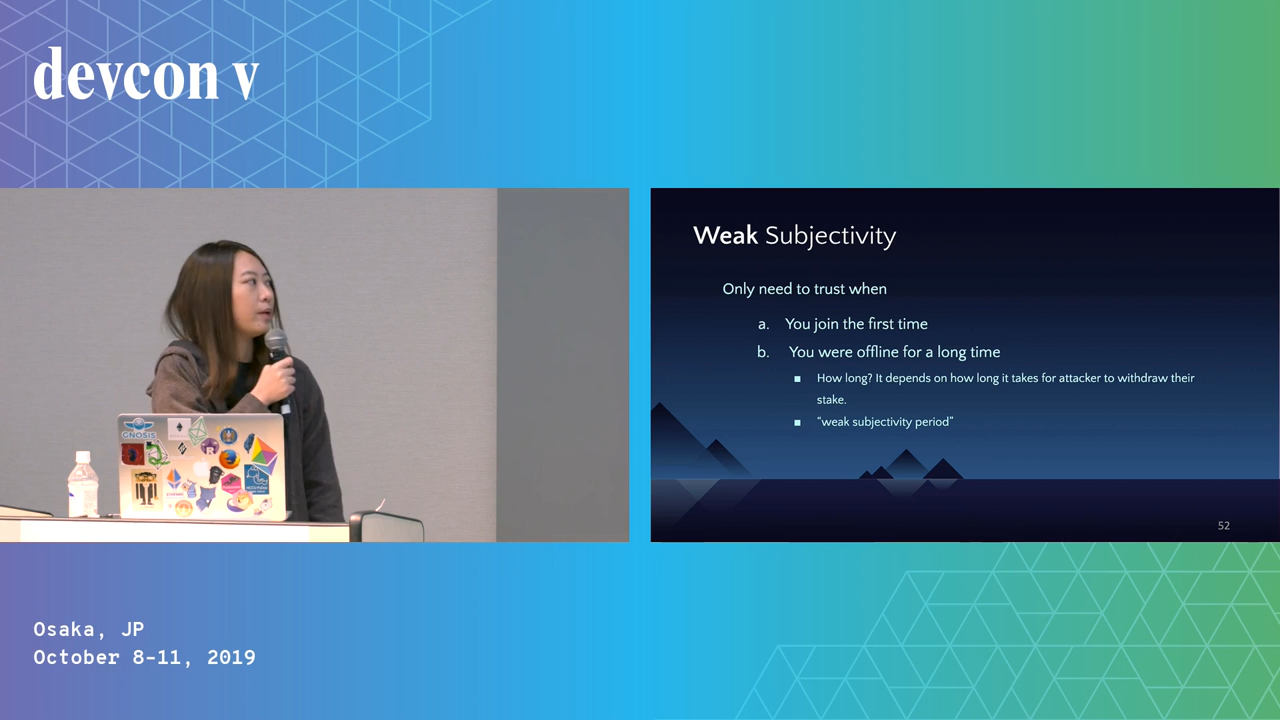 devcon v
GNOSIS
Weak Subjectivity
Only need to trust when
a. You join the first time
b. You were offline for a long time
▪ How long? It depends on how long it takes for attacker to withdraw their
stake.
▪ “weak subjectivity period”
52
Osaka, JP
October 8-11, 2019